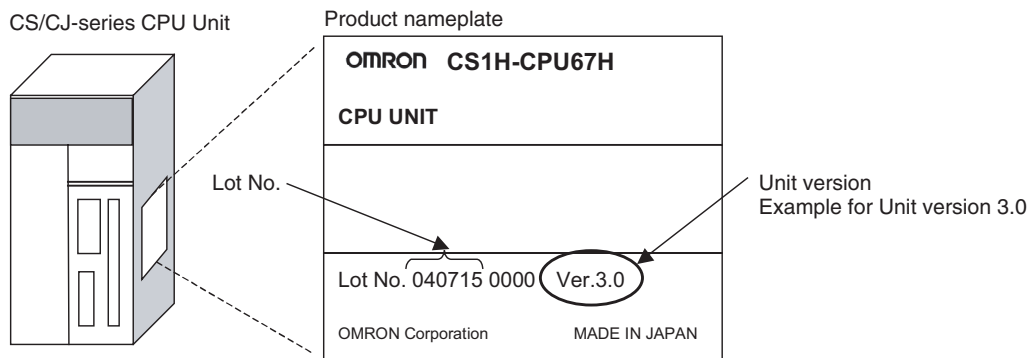 CS/CJ-series CPU Unit
Product nameplate
OMRON CS1H-CPU67H
CPU UNIT
Lot No.
Unit version
Example for Unit version 3.0
Lot No. 040715 0000 Ver.3.0
OMRON Corporation MADE IN JAPAN